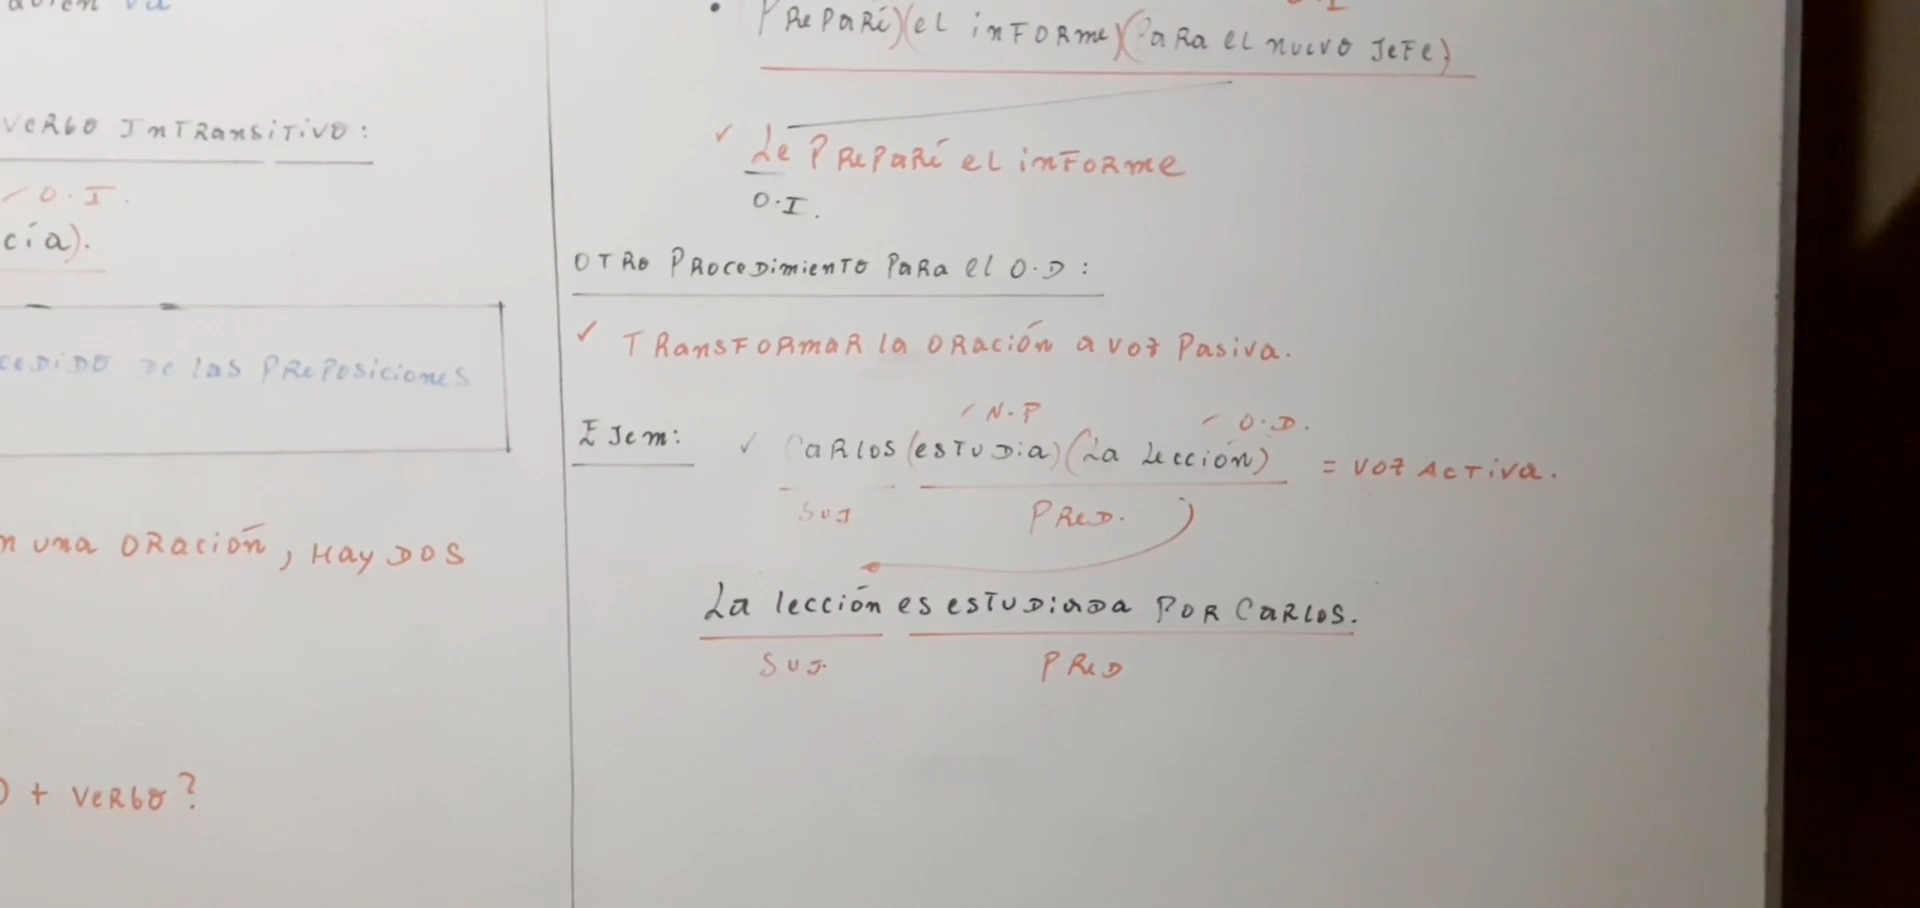 va
VERBO INTRANSITIVO:
O.I.
cía).
CEDIDO DE LAS PREPOSICIONES
n una ORación, HAY DOS
) + VERBO?
• PREPARÉ)(el INFORME)(PARA EL NUEVO JEFE)
✓ Le PREPARÉ EL INFORME
O.I.
OTRO PROCEDIMIENTO PARA El O.D:
✓ TRANSFORMAR la ORACIÓN a VOZ PASIVA.
N.P O.D.
EJEM: ✓ CARLOS (ESTUDIA)(La Lección) = VOZ ACTIVA.
SUJ PRED.
La lección es ESTUDIADA POR CARLOS.
SUJ. PRED